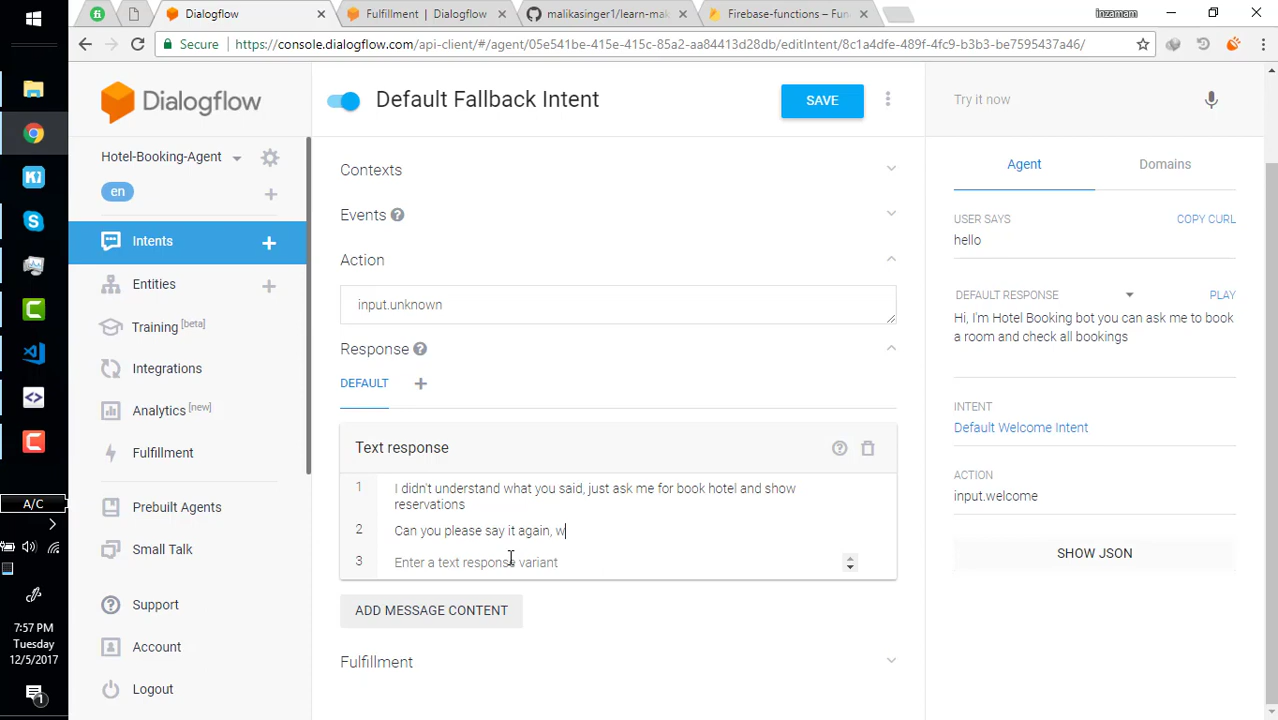 Dialogflow
Fulfillment | Dialogflow
malikasinger1/learn-mak
Firebase-functions – Fun
inzamam
Secure
https://console.dialogflow.com/api-client/#/agent/05e541be-415e-415c-85a2-aa84413d28db/editIntent/8c1a4dfe-489f-4fc9-b3b3-be7595437a46/
Dialogflow
Default Fallback Intent
SAVE
Try it now
Hotel-Booking-Agent
en
Intents
Entities
Training [beta]
Integrations
Analytics [new]
Fulfillment
Prebuilt Agents
Small Talk
Support
Account
Logout
Contexts
Events
Action
input.unknown
Response
DEFAULT
Text response
1 I didn't understand what you said, just ask me for book hotel and show
reservations
2 Can you please say it again, w
3 Enter a text response variant
ADD MESSAGE CONTENT
Fulfillment
Agent
Domains
USER SAYS
COPY CURL
hello
DEFAULT RESPONSE
PLAY
Hi, I'm Hotel Booking bot you can ask me to book
a room and check all bookings
INTENT
Default Welcome Intent
ACTION
input.welcome
SHOW JSON
A/C
7:57 PM
Tuesday
12/5/2017
1